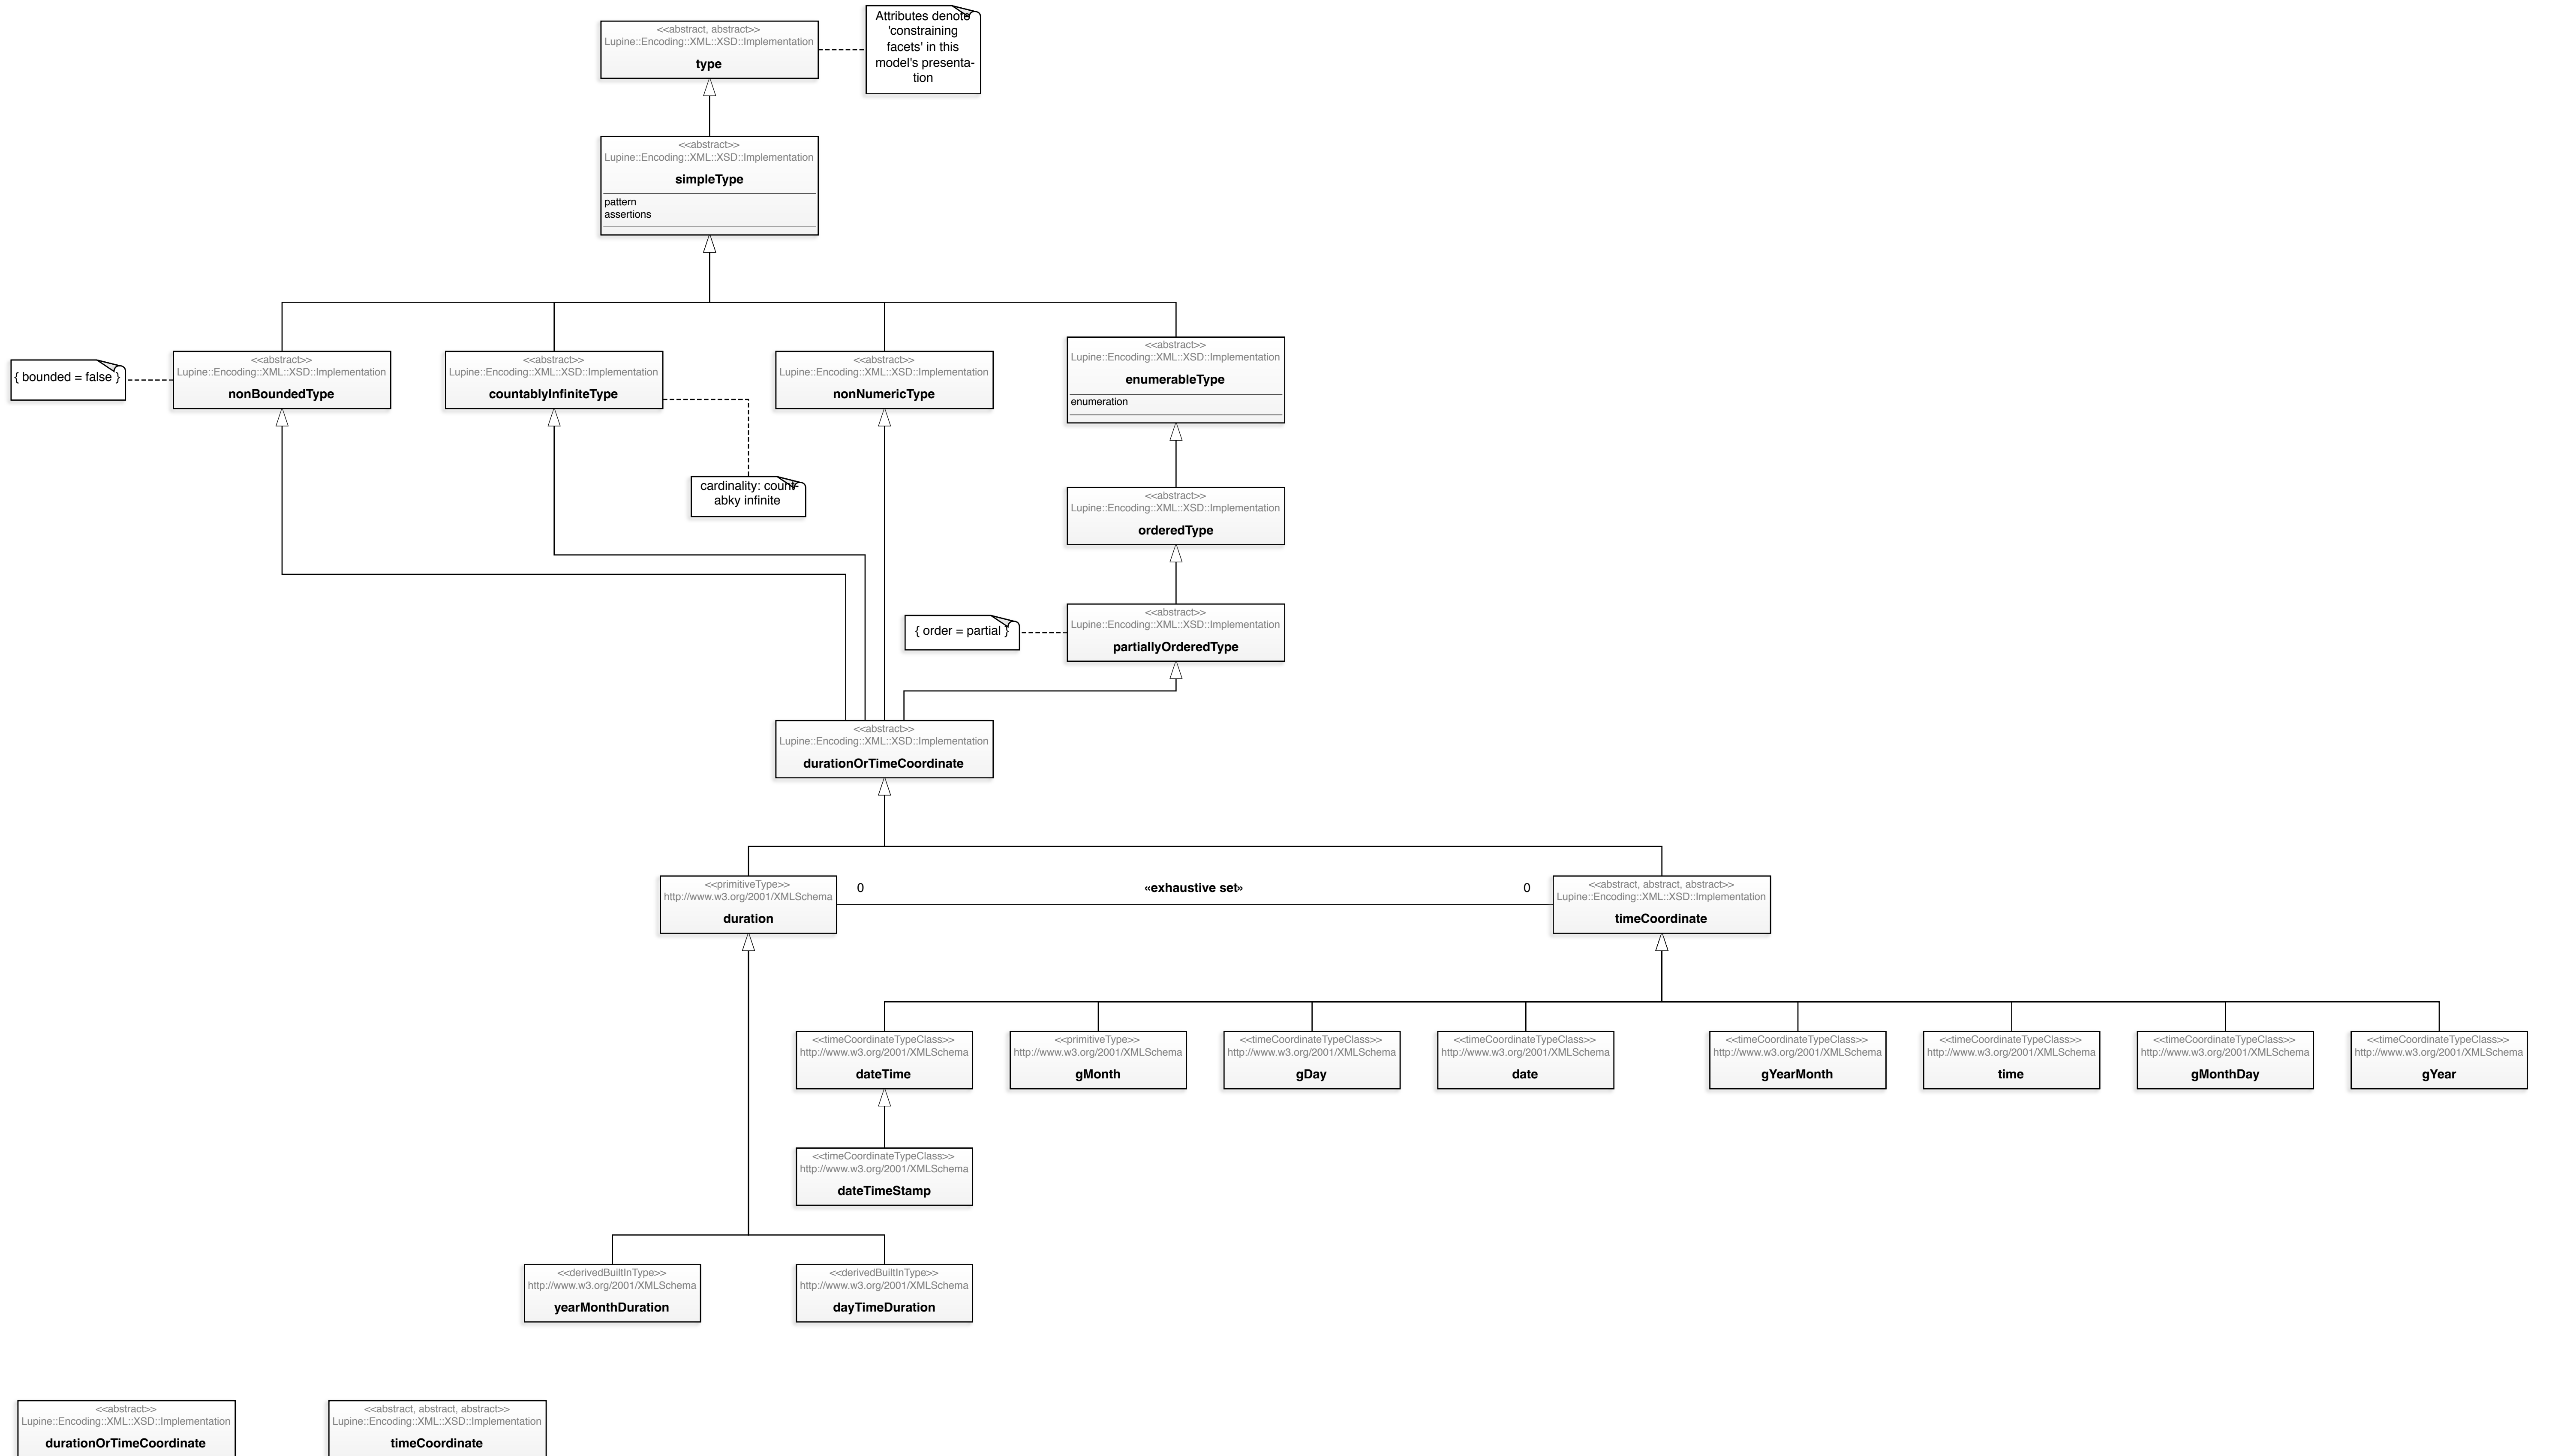 <<abstract, abstract>>
Lupine::Encoding::XML::XSD::Implementation
type
Attributes denote
'constraining
facets' in this
model's presenta-
tion
<<abstract>>
Lupine::Encoding::XML::XSD::Implementation
simpleType
pattern
assertions
{ bounded = false }
<<abstract>>
Lupine::Encoding::XML::XSD::Implementation
nonBoundedType
<<abstract>>
Lupine::Encoding::XML::XSD::Implementation
countablyInfiniteType
<<abstract>>
Lupine::Encoding::XML::XSD::Implementation
nonNumericType
<<abstract>>
Lupine::Encoding::XML::XSD::Implementation
enumerableType
enumeration
cardinality: count-
abky infinite
<<abstract>>
Lupine::Encoding::XML::XSD::Implementation
orderedType
{ order = partial }
<<abstract>>
Lupine::Encoding::XML::XSD::Implementation
partiallyOrderedType
<<abstract>>
Lupine::Encoding::XML::XSD::Implementation
durationOrTimeCoordinate
<<primitiveType>>
http://www.w3.org/2001/XMLSchema
duration
0
«exhaustive set»
0
<<abstract, abstract, abstract>>
Lupine::Encoding::XML::XSD::Implementation
timeCoordinate
<<timeCoordinateTypeClass>>
http://www.w3.org/2001/XMLSchema
dateTime
<<primitiveType>>
http://www.w3.org/2001/XMLSchema
gMonth
<<timeCoordinateTypeClass>>
http://www.w3.org/2001/XMLSchema
gDay
<<timeCoordinateTypeClass>>
http://www.w3.org/2001/XMLSchema
date
<<timeCoordinateTypeClass>>
http://www.w3.org/2001/XMLSchema
gYearMonth
<<timeCoordinateTypeClass>>
http://www.w3.org/2001/XMLSchema
time
<<timeCoordinateTypeClass>>
http://www.w3.org/2001/XMLSchema
gMonthDay
<<timeCoordinateTypeClass>>
http://www.w3.org/2001/XMLSchema
gYear
<<timeCoordinateTypeClass>>
http://www.w3.org/2001/XMLSchema
dateTimeStamp
<<derivedBuiltInType>>
http://www.w3.org/2001/XMLSchema
yearMonthDuration
<<derivedBuiltInType>>
http://www.w3.org/2001/XMLSchema
dayTimeDuration
<<abstract>>
Lupine::Encoding::XML::XSD::Implementation
durationOrTimeCoordinate
<<abstract, abstract, abstract>>
Lupine::Encoding::XML::XSD::Implementation
timeCoordinate